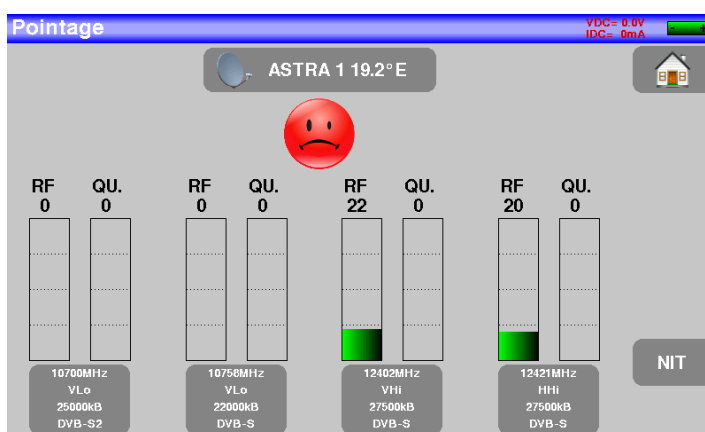 Pointage
VDC= 0.0V
IDC= 0mA
- +
ASTRA 1 19.2° E
RF QU. RF QU. RF QU. RF QU.
0 0 0 0 22 0 20 0
10700MHz
VLo
25000kB
DVB-S2
10756MHz
VLo
22000kB
DVB-S
12402MHz
VHi
27500kB
DVB-S
12421MHz
HHi
27500kB
DVB-S
NIT